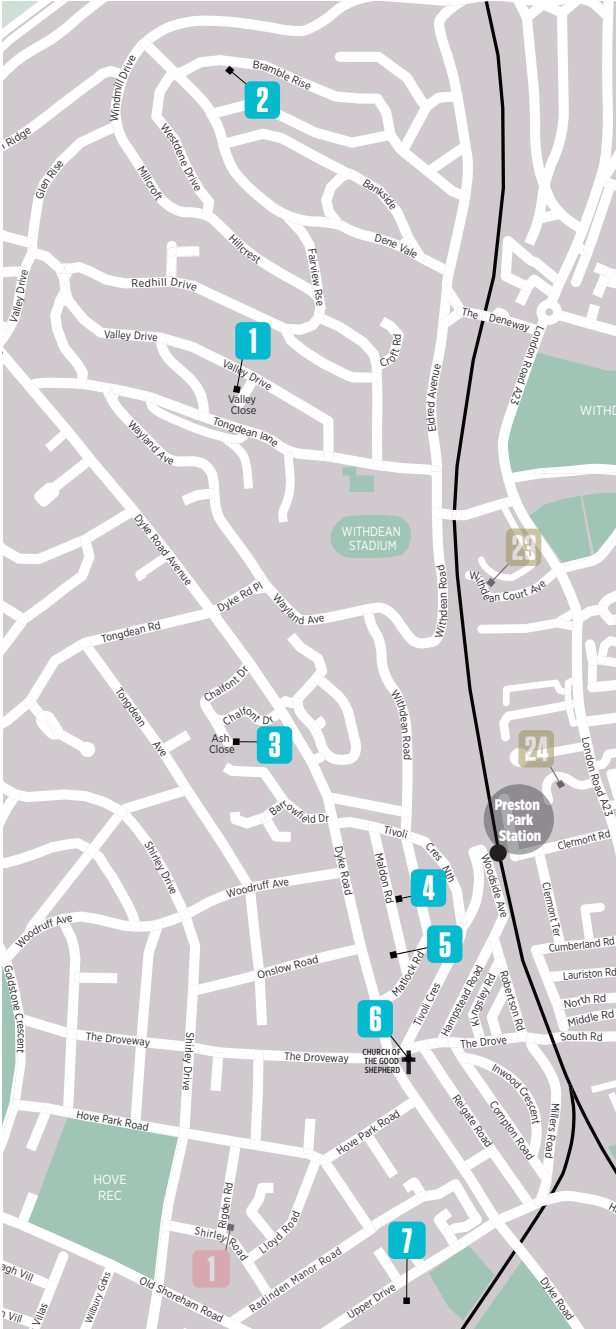 Bramble Rise
Windmill Drive
2
Ridge
Westdene Drive
Glen Rise
Millcroft
Bankside
Hillcrest
Dene Vale
Fairview Rse
Redhill Drive
Valley Drive
The Deneway
London Road A23
Valley Drive
1
Croft Rd
Valley Drive
Eldred Avenue
Valley
Close
WITHD
Tongdean lane
Wayland Ave
WITHDEAN
STADIUM
Dyke Road Avenue
23
Withdean Court Ave
Withdean Road
Dyke Rd Pl
Wayland Ave
Tongdean Rd
Chalfont Dr
Tongdean Ave
Withdean Road
Chalfont Dr
Ash
Close
3
24
London Road A23
Preston
Park
Station
Barrowfield Dr
Tivoli Cres Nth
Clermont Rd
Shirley Drive
Dyke Road
Maldon Rd
Woodside Ave
Woodruff Ave
4
Clermont Ter
Woodruff Ave
5
Cumberland Rd
Onslow Road
Matlock Rd
Lauriston Rd
Goldstone Crescent
Tivoli Cres
Hampstead Road
Kingsley Rd
Robertson Rd
North Rd
6
Middle Rd
South Rd
The Droveway
Shirley Drive
The Droveway
The Drove
CHURCH OF
THE GOOD
SHEPHERD
Inwood Crescent
Compton Road
Reigate Road
Millers Road
Hove Park Road
Hove Park Road
HOVE
REC
Rigden Rd
Shirley Road
Lloyd Road
1
7
Radinden Manor Road
Old Shoreham Road
Upper Drive
Dyke Road
Wilbury Gdns
Villas
agh Vill
n Vill
H